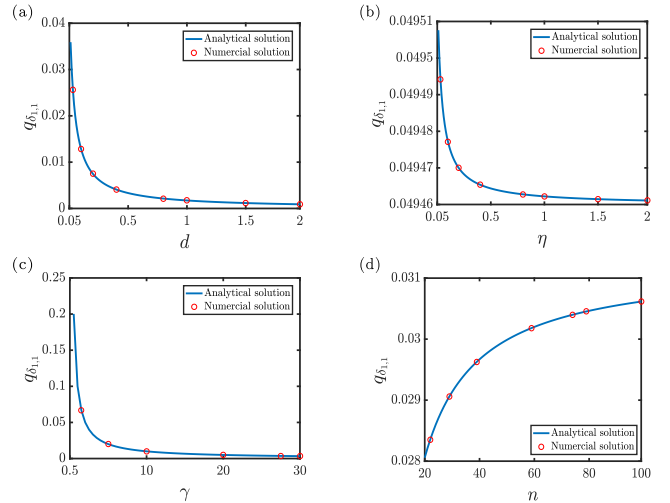 (a)
0.04
0.03
0.02
0.01
0
0.05 0.5 1 1.5 2
q_{δ_{1,1}}
d
Analytical solution
Numercial solution
(b)
0.04951
0.0495
0.04949
0.04948
0.04947
0.04946
0.05 0.5 1 1.5 2
q_{δ_{1,1}}
η
Analytical solution
Numercial solution
(c)
0.25
0.2
0.15
0.1
0.05
0
0.5 10 20 30
q_{δ_{1,1}}
γ
Analytical solution
Numercial solution
(d)
0.031
0.03
0.029
0.028
20 40 60 80 100
q_{δ_{1,1}}
n
Analytical solution
Numercial solution